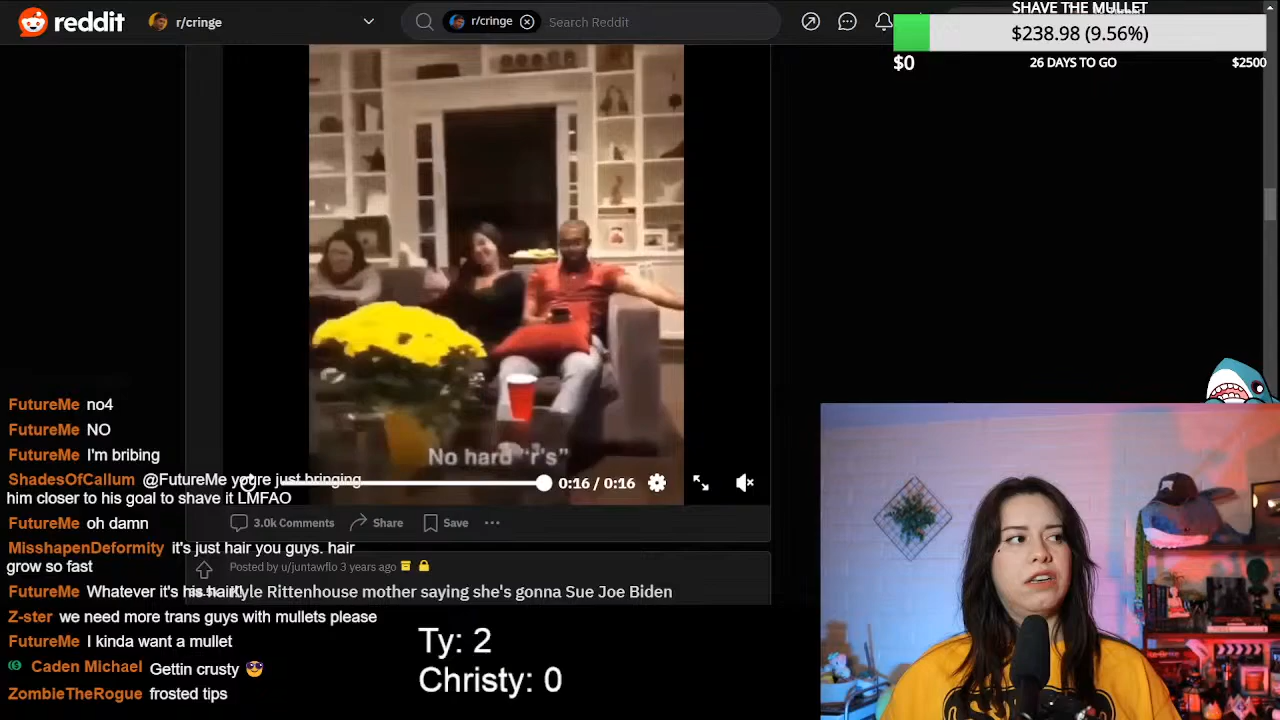 reddit
r/cringe
r/cringe
Search Reddit
SHAVE THE MULLET
$238.98 (9.56%)
$0
26 DAYS TO GO
$2500
No hard "r's"
0:16 / 0:16
3.0k Comments
Share
Save
Posted by u/juntawflo 3 years ago
Kyle Rittenhouse mother saying she's gonna Sue Joe Biden
FutureMe no4
FutureMe NO
FutureMe I'm bribing
ShadesOfCallum @FutureMe you're just bringing
him closer to his goal to shave it LMFAO
FutureMe oh damn
MisshapenDeformity it's just hair you guys. hair
grow so fast
FutureMe Whatever it's his hair!
Z-ster we need more trans guys with mullets please
FutureMe I kinda want a mullet
Caden Michael Gettin crusty
ZombieTheRogue frosted tips
Ty: 2
Christy: 0